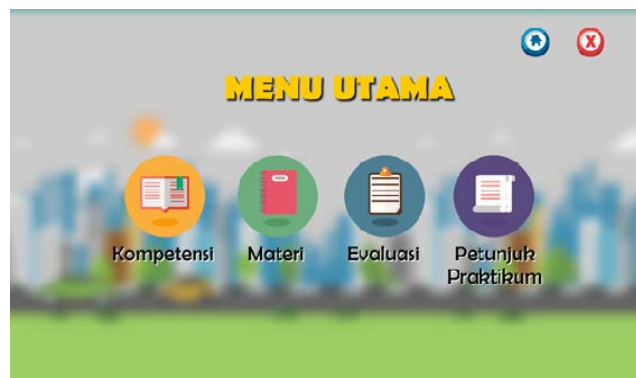 MENU UTAMA
Kompetensi
Materi
Evaluasi
Petunjuk
Praktikum